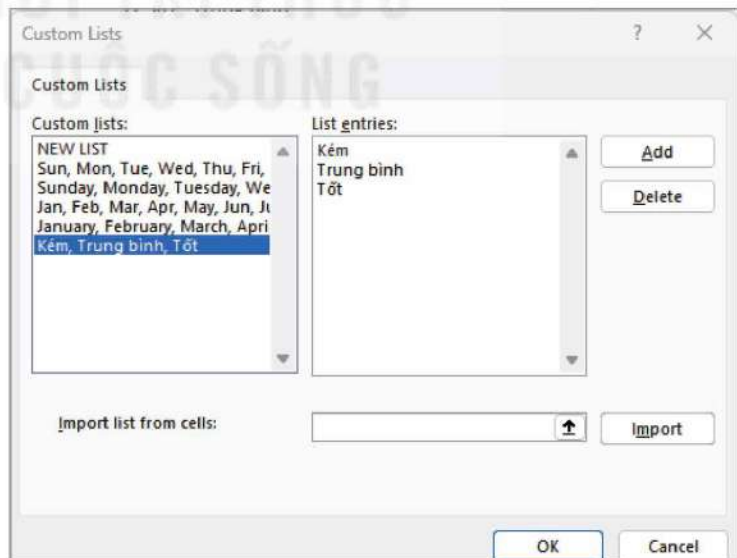 Custom Lists
?
CUỘC SỐNG
Custom Lists
Custom lists:
NEW LIST
Sun, Mon, Tue, Wed, Thu, Fri,
Sunday, Monday, Tuesday, We
Jan, Feb, Mar, Apr, May, Jun, Ju
January, February, March, Apri
Kém, Trung bình, Tốt
List entries:
Kém
Trung bình
Tốt
Add
Delete
Import list from cells:
Import
OK
Cancel